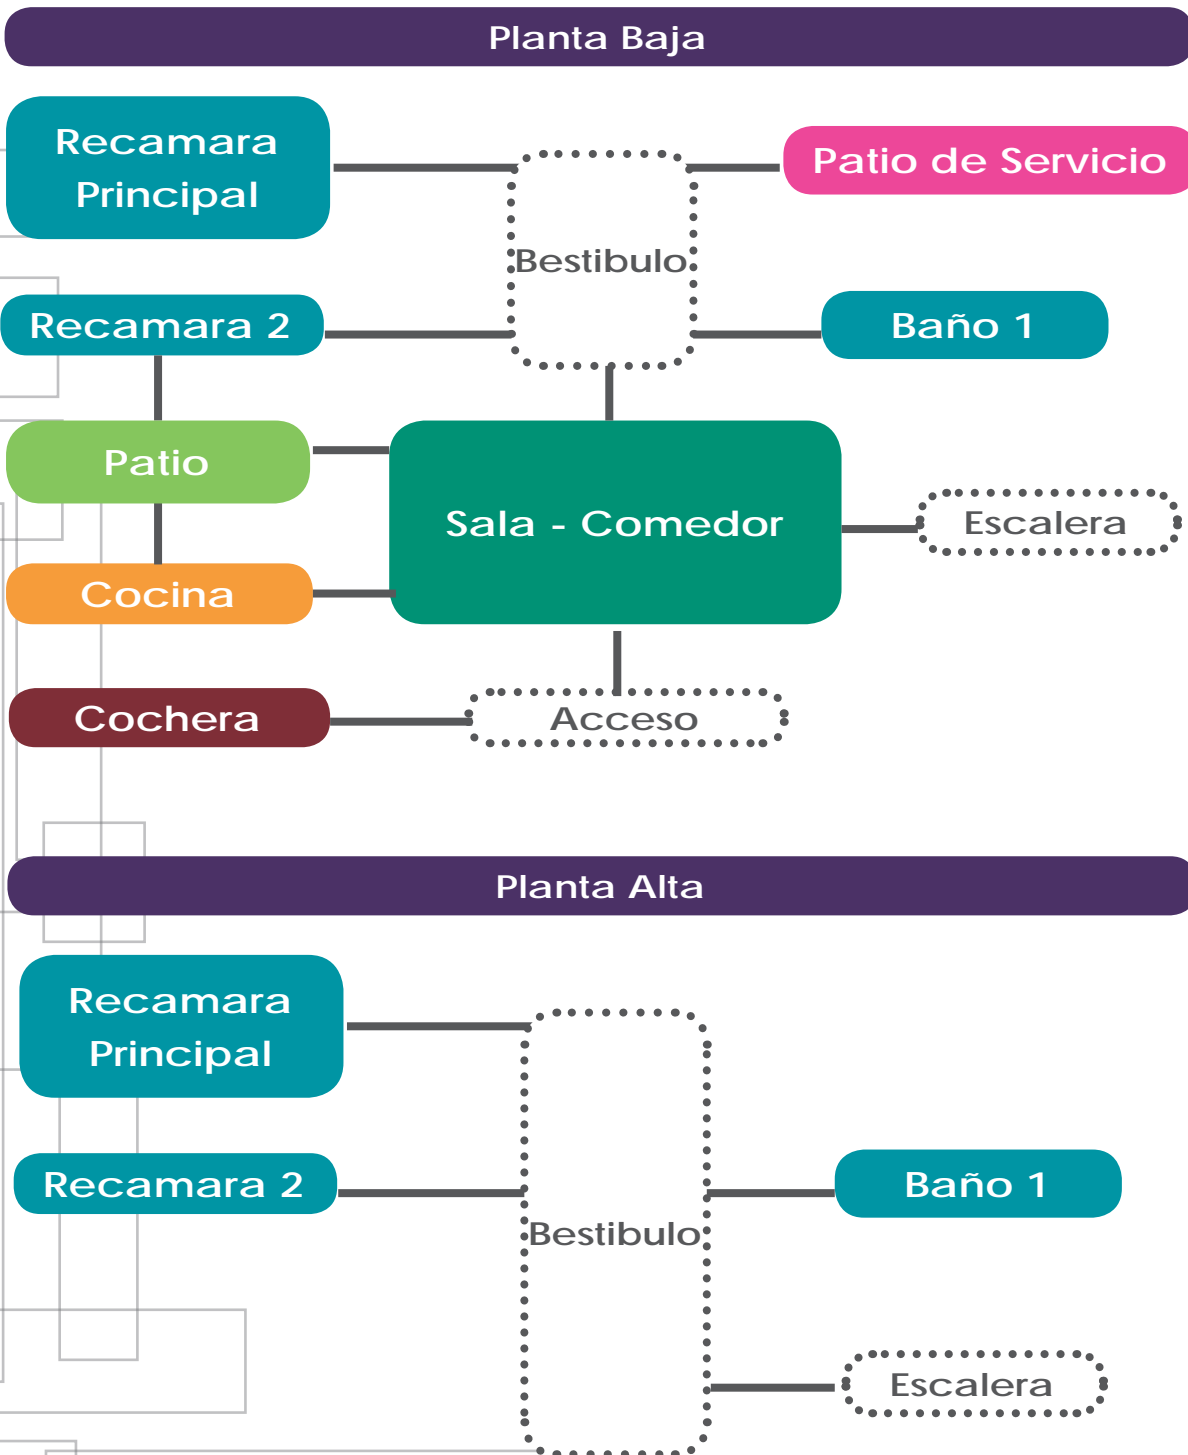 Planta Baja
Recamara
Principal
Patio de Servicio
Bestibulo
Recamara 2
Baño 1
Patio
Sala - Comedor
Escalera
Cocina
Cochera
Acceso
Planta Alta
Recamara
Principal
Recamara 2
Baño 1
Bestibulo
Escalera